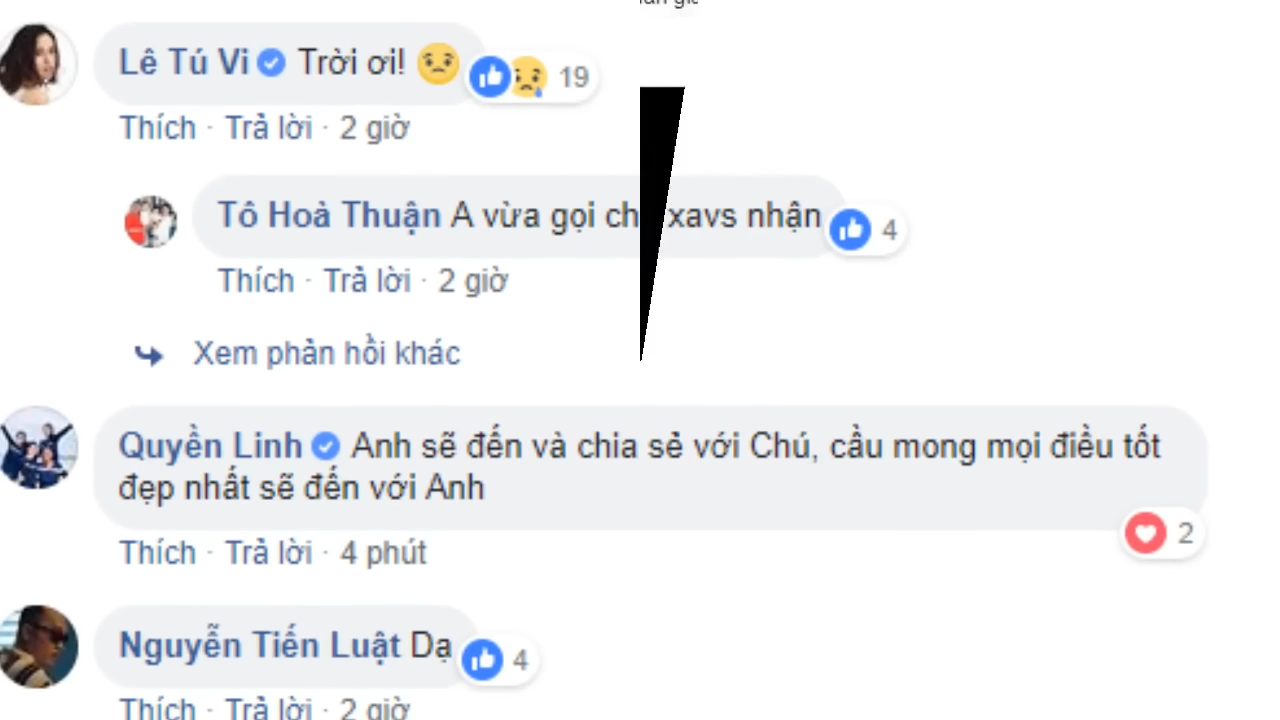 Lê Tú Vi Trời ơi! 19
Thích · Trả lời · 2 giờ
Tô Hoà Thuận A vừa gọi xavs nhận 4
Thích · Trả lời · 2 giờ
Xem phản hồi khác
Quyền Linh Anh sẽ đến và chia sẻ với Chú, cầu mong mọi điều tốt
đẹp nhất sẽ đến với Anh
2
Thích · Trả lời · 4 phút
Nguyễn Tiến Luật Dạ 4
Thích · Trả lời · 2 giờ